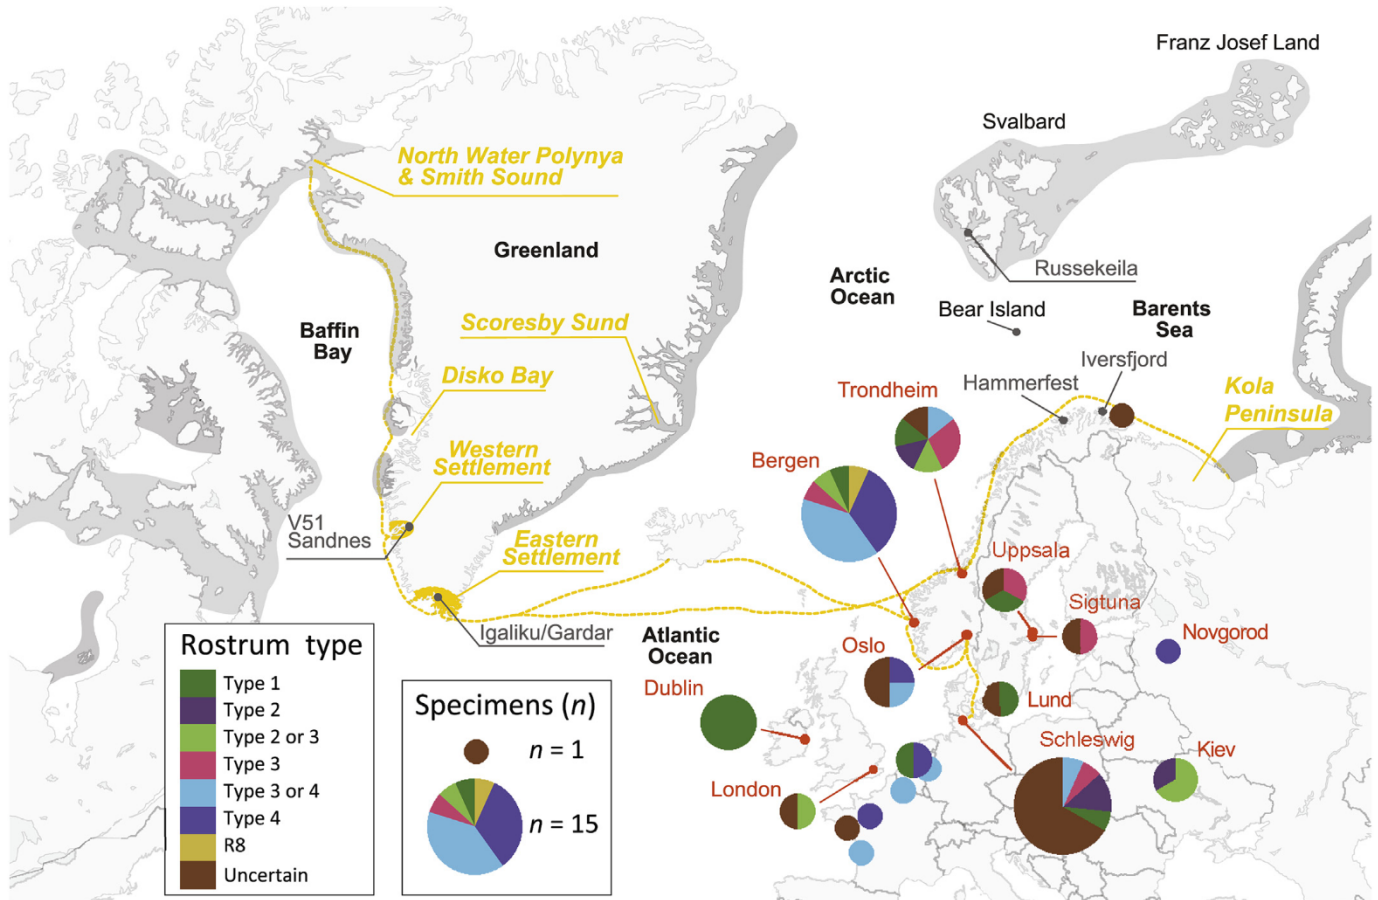 Franz Josef Land
Svalbard
North Water Polynya
& Smith Sound
Greenland
Russekeila
Arctic
Ocean
Bear Island
Barents
Sea
Scoresby Sund
Baffin
Bay
Iversfjord
Disko Bay
Hammerfest
Trondheim
Kola
Peninsula
Western
Settlement
Bergen
V51
Sandnes
Eastern
Settlement
Uppsala
Sigtuna
Igaliku/Gardar
Atlantic
Ocean
Oslo
Novgorod
Dublin
Lund
Schleswig
Kiev
London
Rostrum type
Type 1
Type 2
Type 2 or 3
Type 3
Type 3 or 4
Type 4
R8
Uncertain
Specimens (n)
n = 1
n = 15